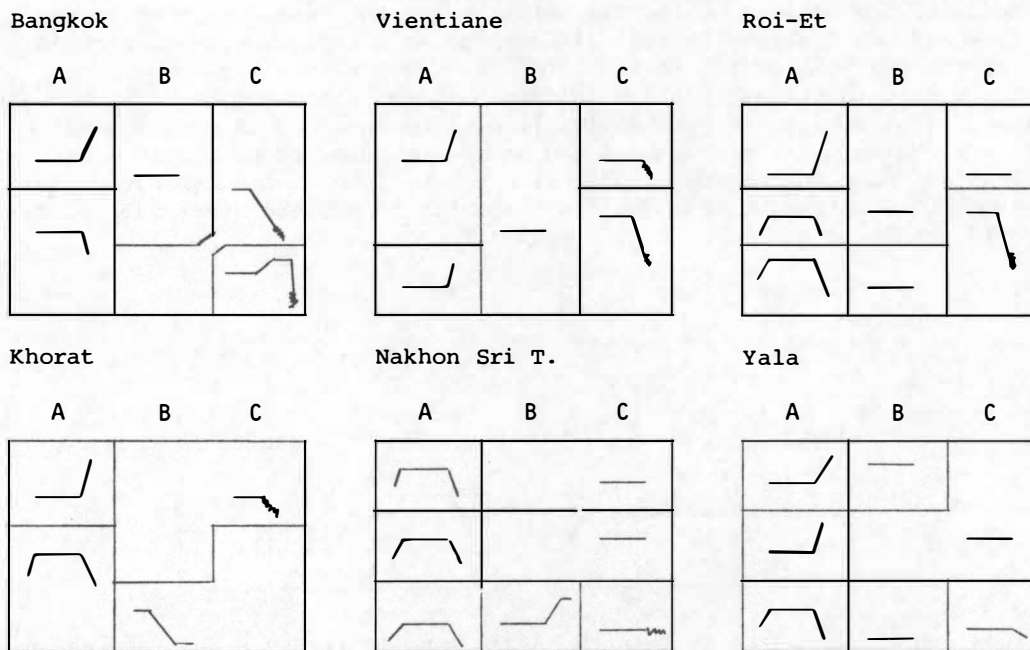 Bangkok Vientiane Roi-Et
A B C A B C A B C
Khorat Nakhon Sri T. Yala
A B C A B C A B C